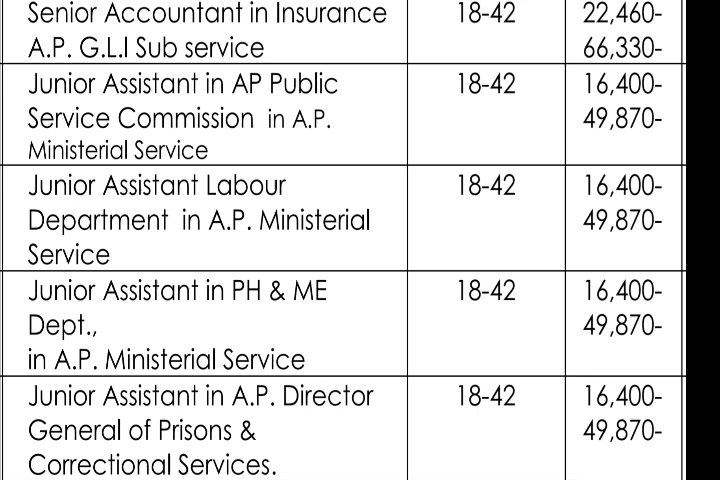 Senior Accountant in Insurance 18-42 22,460-
A.P. G.L.I Sub service 66,330-
Junior Assistant in AP Public 18-42 16,400-
Service Commission in A.P. 49,870-
Ministerial Service
Junior Assistant Labour 18-42 16,400-
Department in A.P. Ministerial 49,870-
Service
Junior Assistant in PH & ME 18-42 16,400-
Dept., 49,870-
in A.P. Ministerial Service
Junior Assistant in A.P. Director 18-42 16,400-
General of Prisons & 49,870-
Correctional Services.